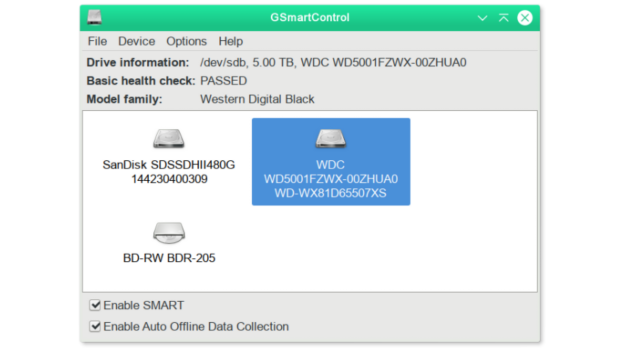 GSmartControl
File Device Options Help
Drive information: /dev/sdb, 5.00 TB, WDC WD5001FZWX-00ZHUA0
Basic health check: PASSED
Model family: Western Digital Black
SanDisk SDSSDHII480G
144230400309
WDC
WD5001FZWX-00ZHUA0
WD-WX81D65507XS
BD-RW BDR-205
Enable SMART
Enable Auto Offline Data Collection